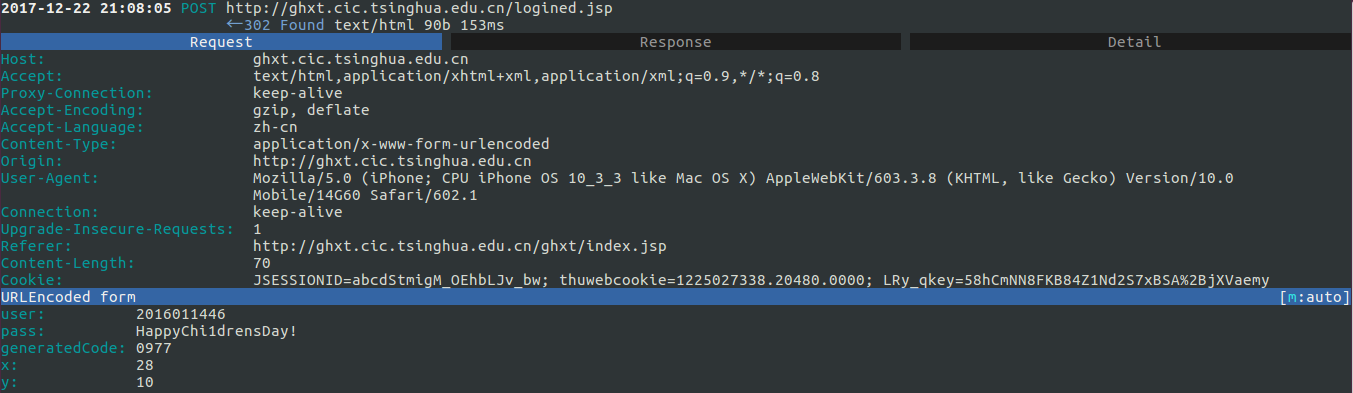 2017-12-22 21:08:05 POST http://ghxt.cic.tsinghua.edu.cn/logined.jsp
←302 Found text/html 90b 153ms
Request Response Detail
Host: ghxt.cic.tsinghua.edu.cn
Accept: text/html,application/xhtml+xml,application/xml;q=0.9,*/*;q=0.8
Proxy-Connection: keep-alive
Accept-Encoding: gzip, deflate
Accept-Language: zh-cn
Content-Type: application/x-www-form-urlencoded
Origin: http://ghxt.cic.tsinghua.edu.cn
User-Agent: Mozilla/5.0 (iPhone; CPU iPhone OS 10_3_3 like Mac OS X) AppleWebKit/603.3.8 (KHTML, like Gecko) Version/10.0
Mobile/14G60 Safari/602.1
Connection: keep-alive
Upgrade-Insecure-Requests: 1
Referer: http://ghxt.cic.tsinghua.edu.cn/ghxt/index.jsp
Content-Length: 70
Cookie: JSESSIONID=abcdStmigM_OEhbLJv_bw; thuwebcookie=1225027338.20480.0000; LRy_qkey=58hCmNN8FKB84Z1Nd2S7xBSA%2BjXVaemy
URLEncoded form [m:auto]
user: 2016011446
pass: HappyChi1drensDay!
generatedCode: 0977
x: 28
y: 10